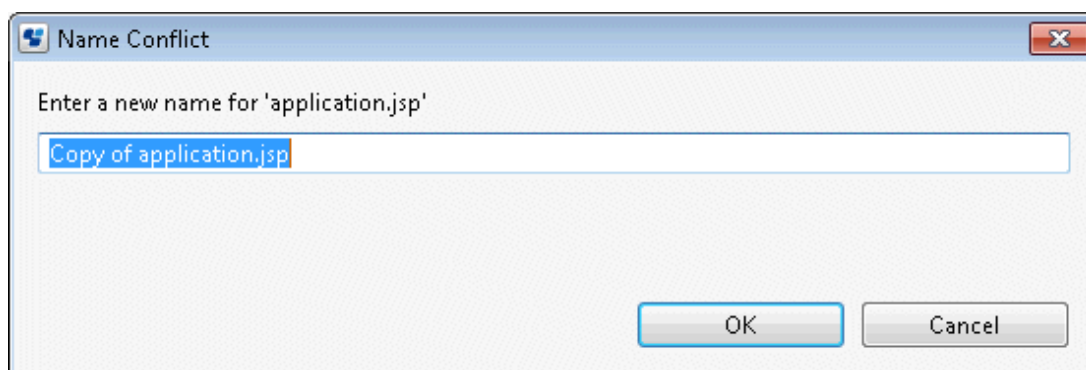 Name Conflict
Enter a new name for 'application.jsp'
Copy of application.jsp
OK Cancel